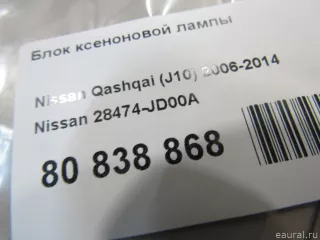 Блок ксеноновой лампы
Nissan Qashqai (J10) 2006-2014
Nissan 28474-JD00A
80 838 868
eaural.ru